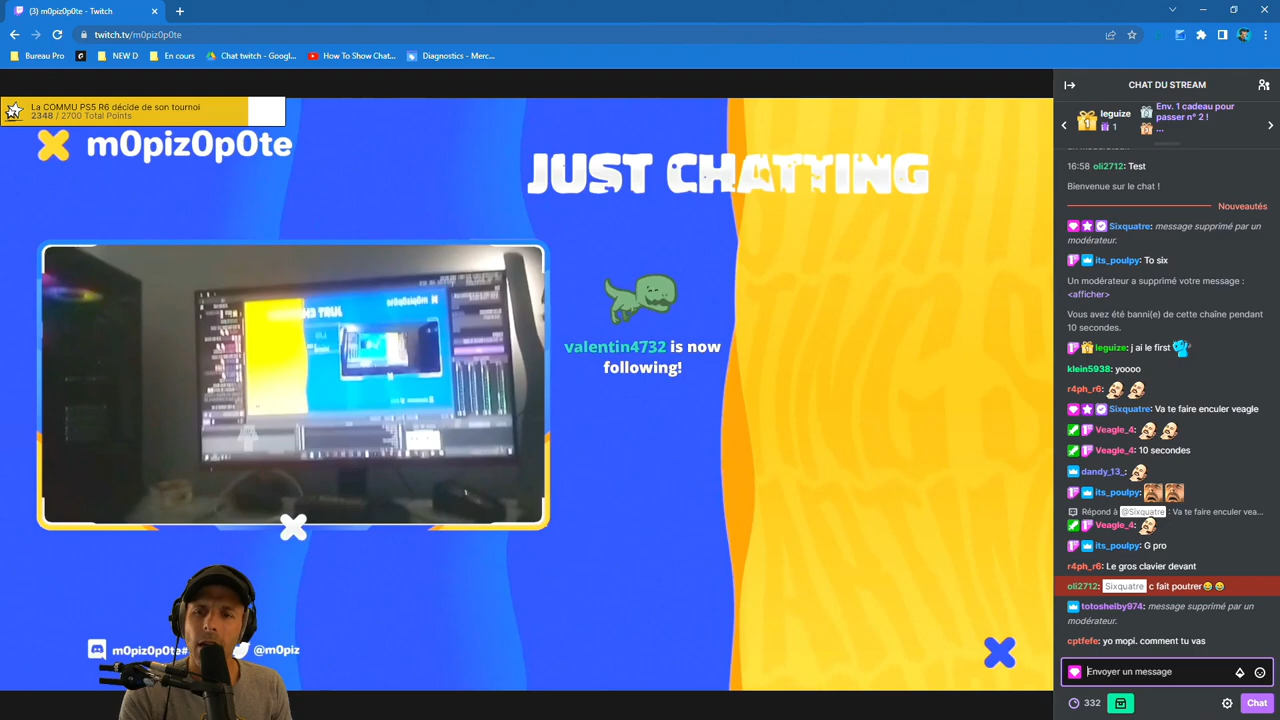 (3) m0piz0p0te - Twitch
twitch.tv/m0piz0p0te
Bureau Pro
NEW D
En cours
Chat twitch - Googl...
How To Show Chat...
Diagnostics - Merc...
La COMMU PS5 R6 décide de son tournoi
2348 / 2700 Total Points
m0piz0p0te
JUST CHATTING
valentin4732 is now
following!
m0piz0p0te#
@m0piz
CHAT DU STREAM
leguize
1
Env. 1 cadeau pour
passer n° 2 !
...
16:58 oli2712: Test
Bienvenue sur le chat !
Nouveautés
Sixquatre: message supprimé par un
modérateur.
its_poulpy: To six
Un modérateur a supprimé votre message :
<afficher>
Vous avez été banni(e) de cette chaîne pendant
10 secondes.
leguize: j ai le first
klein5938: yoooo
r4ph_r6:
Sixquatre: Va te faire enculer veagle
Veagle_4:
Veagle_4: 10 secondes
dandy_13_:
its_poulpy:
Répond à @Sixquatre : Va te faire enculer vea...
Veagle_4:
its_poulpy: G pro
r4ph_r6: Le gros clavier devant
oli2712: Sixquatre c fait poutrer
totoshelby974: message supprimé par un
modérateur.
cptfefe: yo mopi. comment tu vas
Envoyer un message
332
Chat